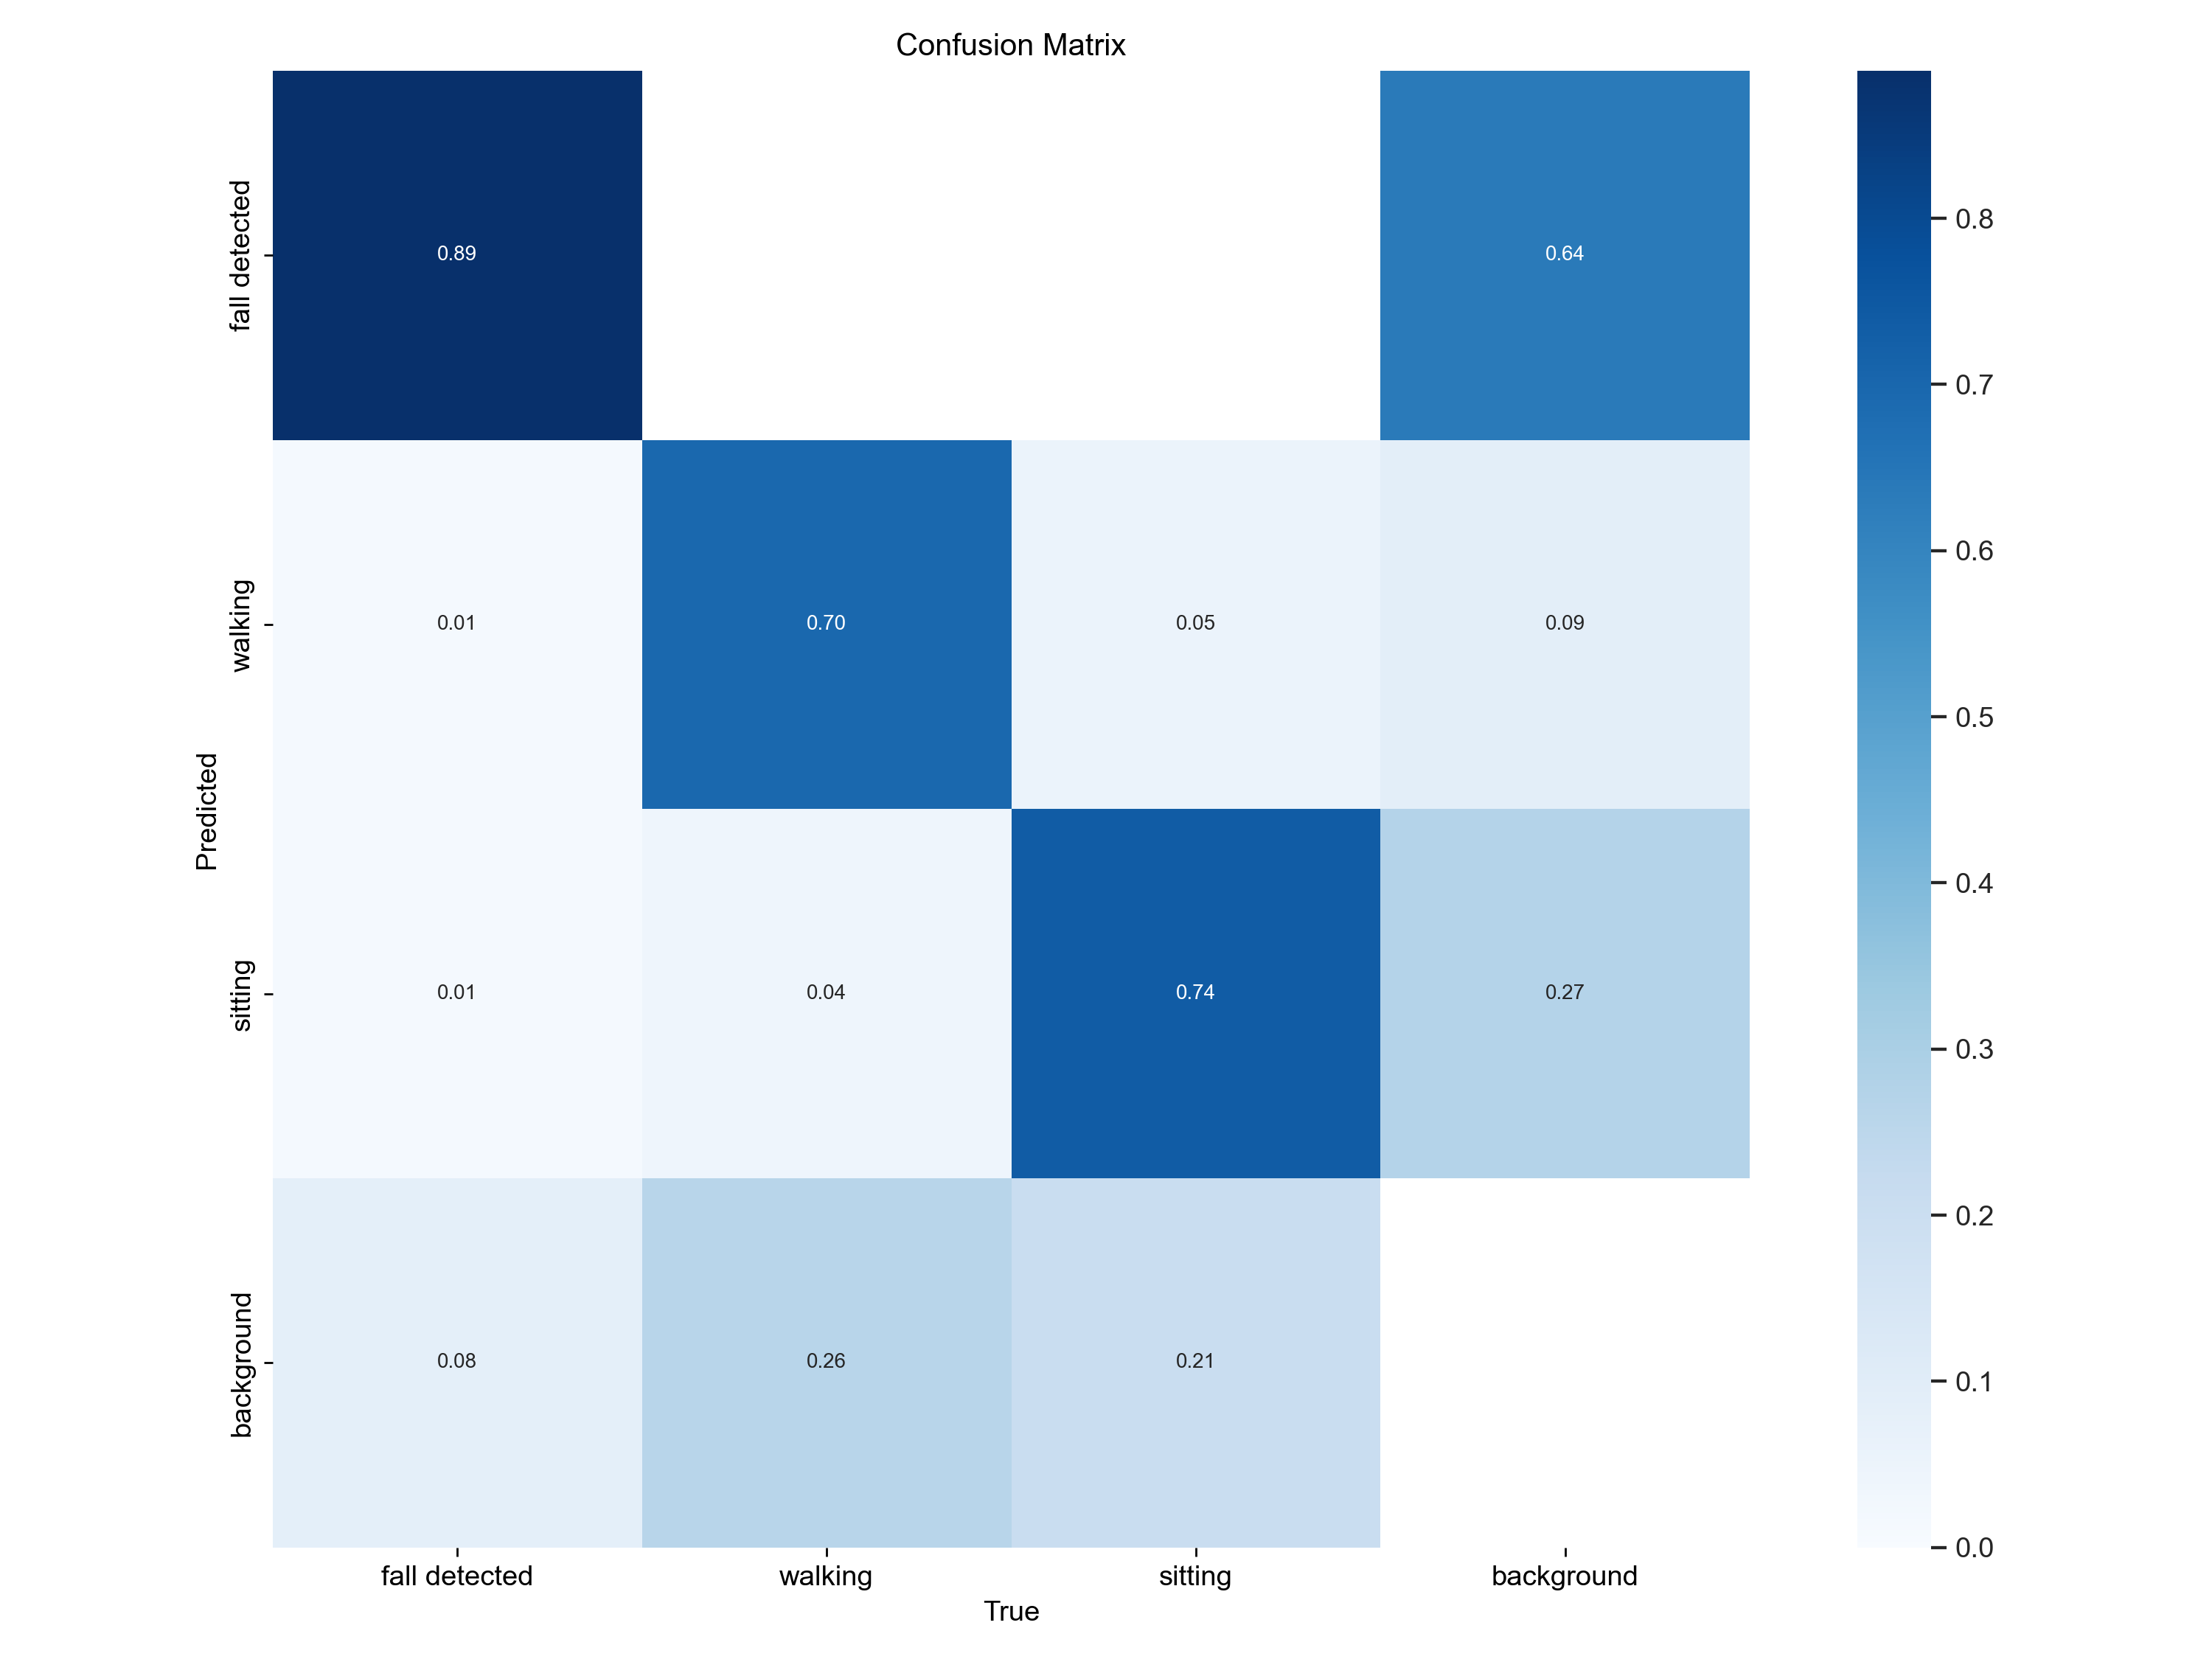 Confusion Matrix
fall detected
0.89
0.64
walking
0.01
0.70
0.05
0.09
sitting
0.01
0.04
0.74
0.27
background
0.08
0.26
0.21
Predicted
fall detected
walking
sitting
background
True
0.8
0.7
0.6
0.5
0.4
0.3
0.2
0.1
0.0